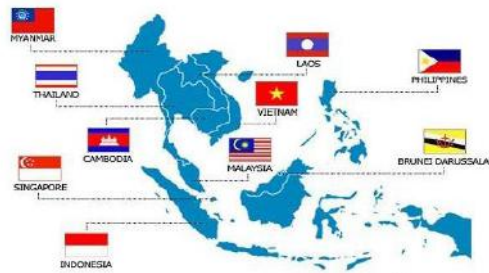 MYANMAR
LAOS
PHILIPPINES
THAILAND
VIETNAM
CAMBODIA
MALAYSIA
BRUNEI DARUSSALA
SINGAPORE
INDONESIA